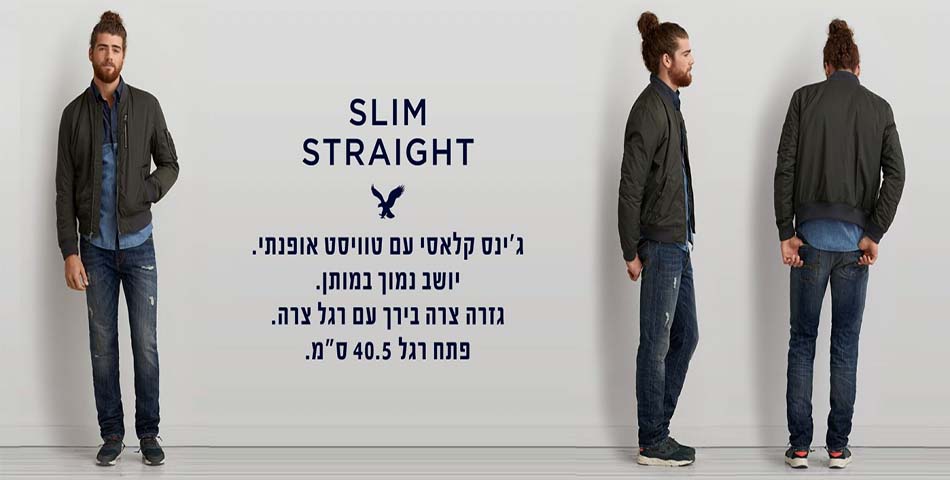 SLIM
STRAIGHT
ג'ינס קלאסי עם טוויסט אופנתי.
יושב נמוך במותן.
גזרה צרה בירך עם רגל צרה.
פתח רגל 40.5 ס"מ.